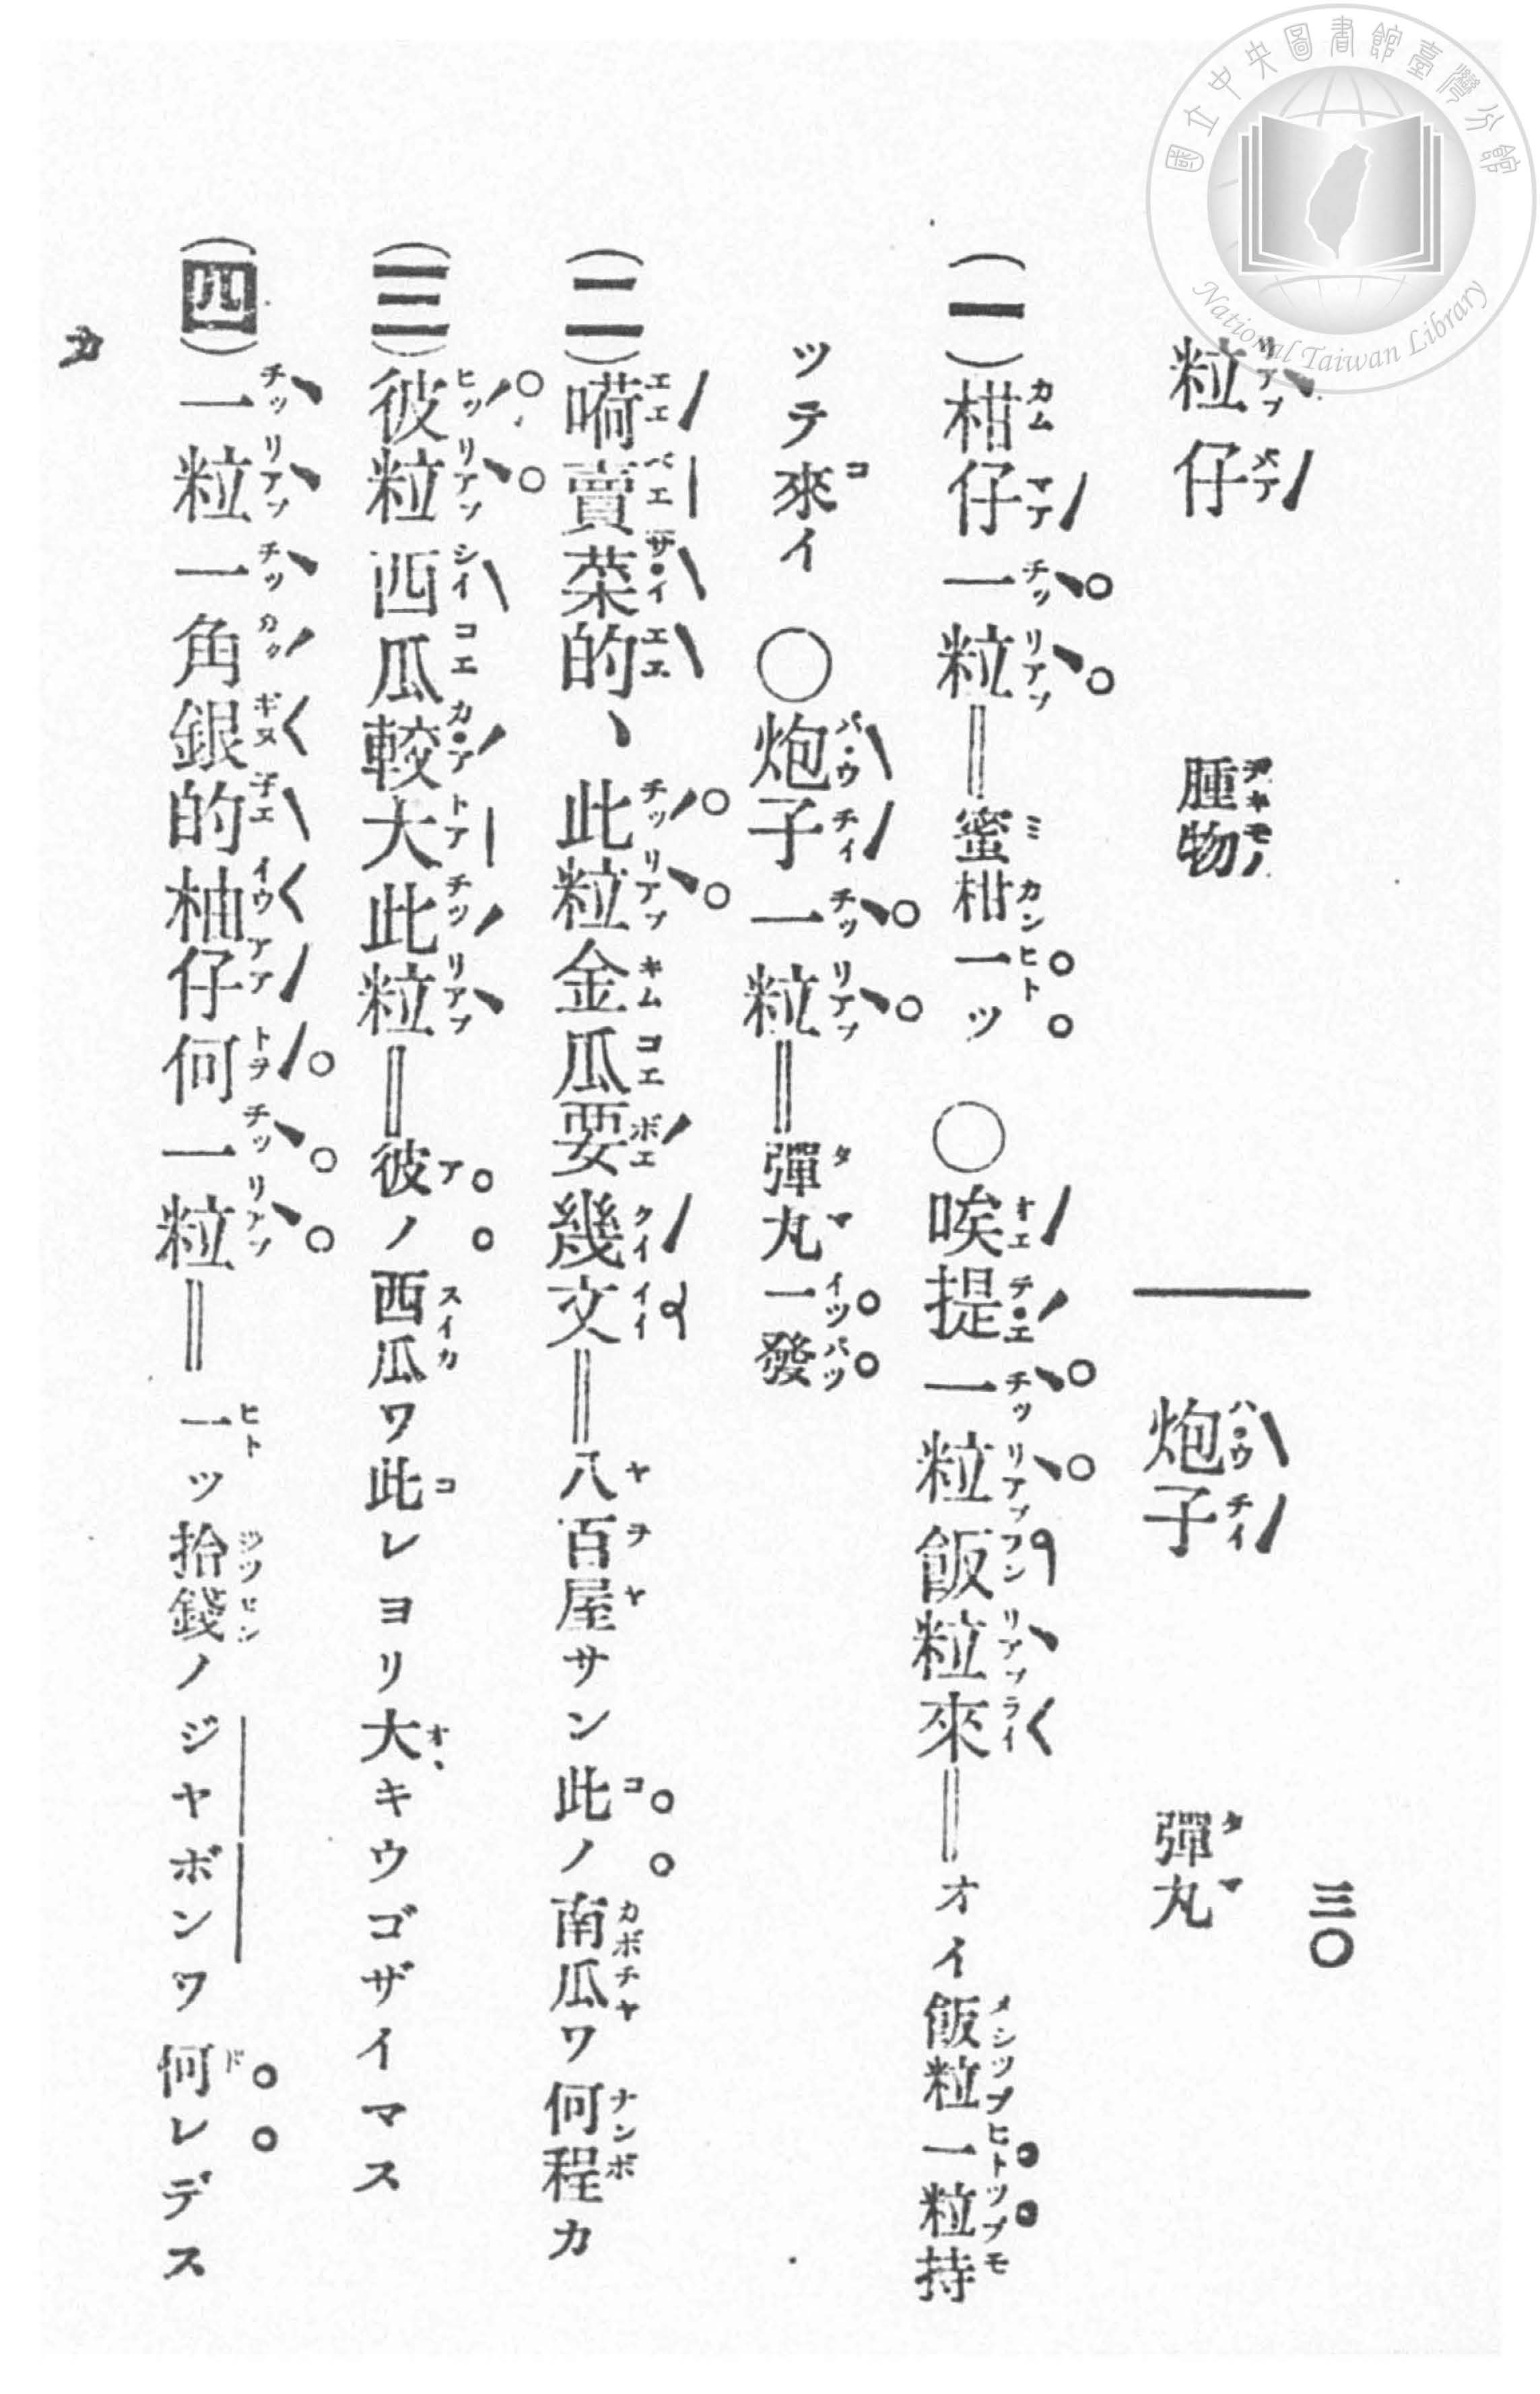 國立中央圖書館臺灣分館
National Taiwan Library
三〇
粒仔 腫物 炮子 彈丸
(一)柑仔一粒=蜜柑一ツ ○唉提一粒飯粒來=オイ飯粒一粒持
ツテ來イ ○炮子一粒=彈丸一發
(二)嗬賣菜的、此粒金瓜要幾文=八百屋サン此ノ南瓜ワ何程カ
(三)彼粒西瓜較大此粒=彼ノ西瓜ワ此レヨリ大キウゴザイマス
(四)一粒一角銀的柚仔何一粒=一ツ拾錢ノジヤボンワ何レデス
カ